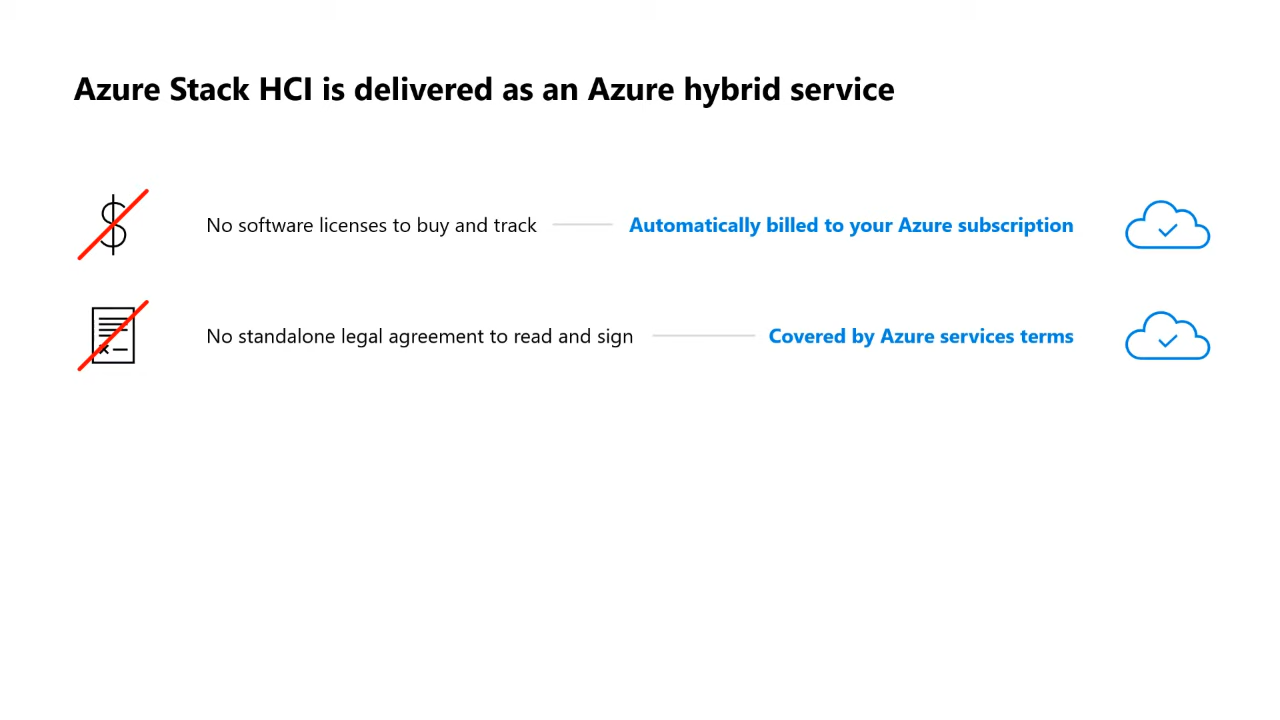 Azure Stack HCI is delivered as an Azure hybrid service
No software licenses to buy and track
Automatically billed to your Azure subscription
No standalone legal agreement to read and sign
Covered by Azure services terms